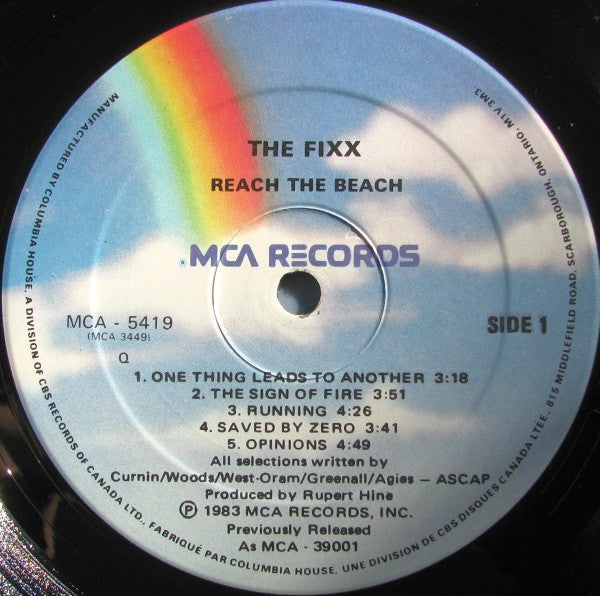 THE FIXX
REACH THE BEACH
MCA RECORDS
®
MCA - 5419
(MCA 3449)
Q
SIDE 1
1. ONE THING LEADS TO ANOTHER 3:18
2. THE SIGN OF FIRE 3:51
3. RUNNING 4:26
4. SAVED BY ZERO 3:41
5. OPINIONS 4:49
All selections written by
Curnin/Woods/West-Oram/Greenall/Agies — ASCAP
Produced by Rupert Hine
℗ 1983 MCA RECORDS, INC.
Previously Released
As MCA - 39001
MANUFACTURED BY COLUMBIA HOUSE, A DIVISION OF CBS RECORDS OF CANADA LTD., FABRIQUÉ PAR COLUMBIA HOUSE, UNE DIVISION DE CBS DISQUES CANADA LTÉE., 815 MIDDLEFIELD ROAD, SCARBOROUGH, ONTARIO, M1V 3M3